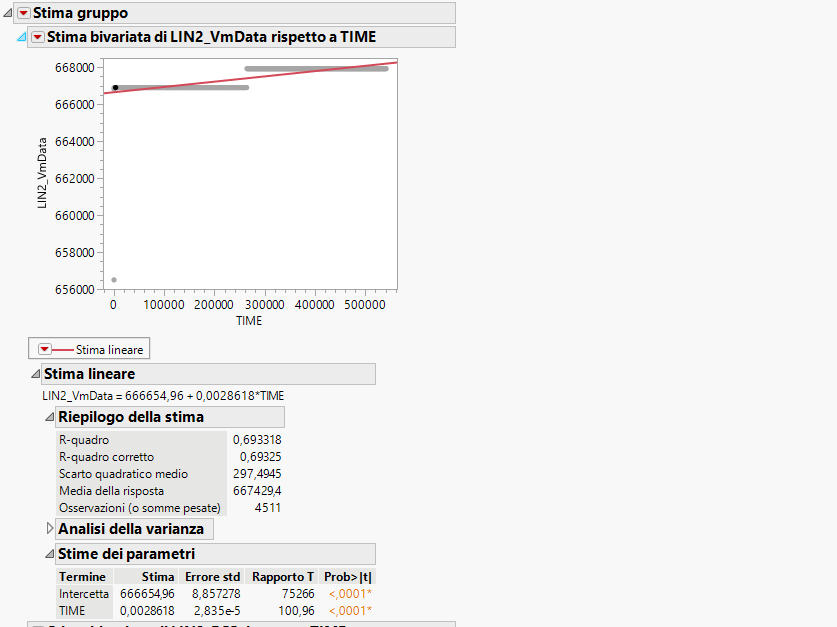 Stima gruppo
Stima bivariata di LIN2_VmData rispetto a TIME
668000
666000
664000
662000
660000
658000
656000
LIN2_VmData
0 100000 200000 300000 400000 500000
TIME
Stima lineare
Stima lineare
LIN2_VmData = 666654,96 + 0,0028618*TIME
Riepilogo della stima
R-quadro 0,693318
R-quadro corretto 0,69325
Scarto quadratico medio 297,4945
Media della risposta 667429,4
Osservazioni (o somme pesate) 4511
Analisi della varianza
Stime dei parametri
Termine Stima Errore std Rapporto T Prob>|t|
Intercetta 666654,96 8,857278 75266 <,0001*
TIME 0,0028618 2,835e-5 100,96 <,0001*